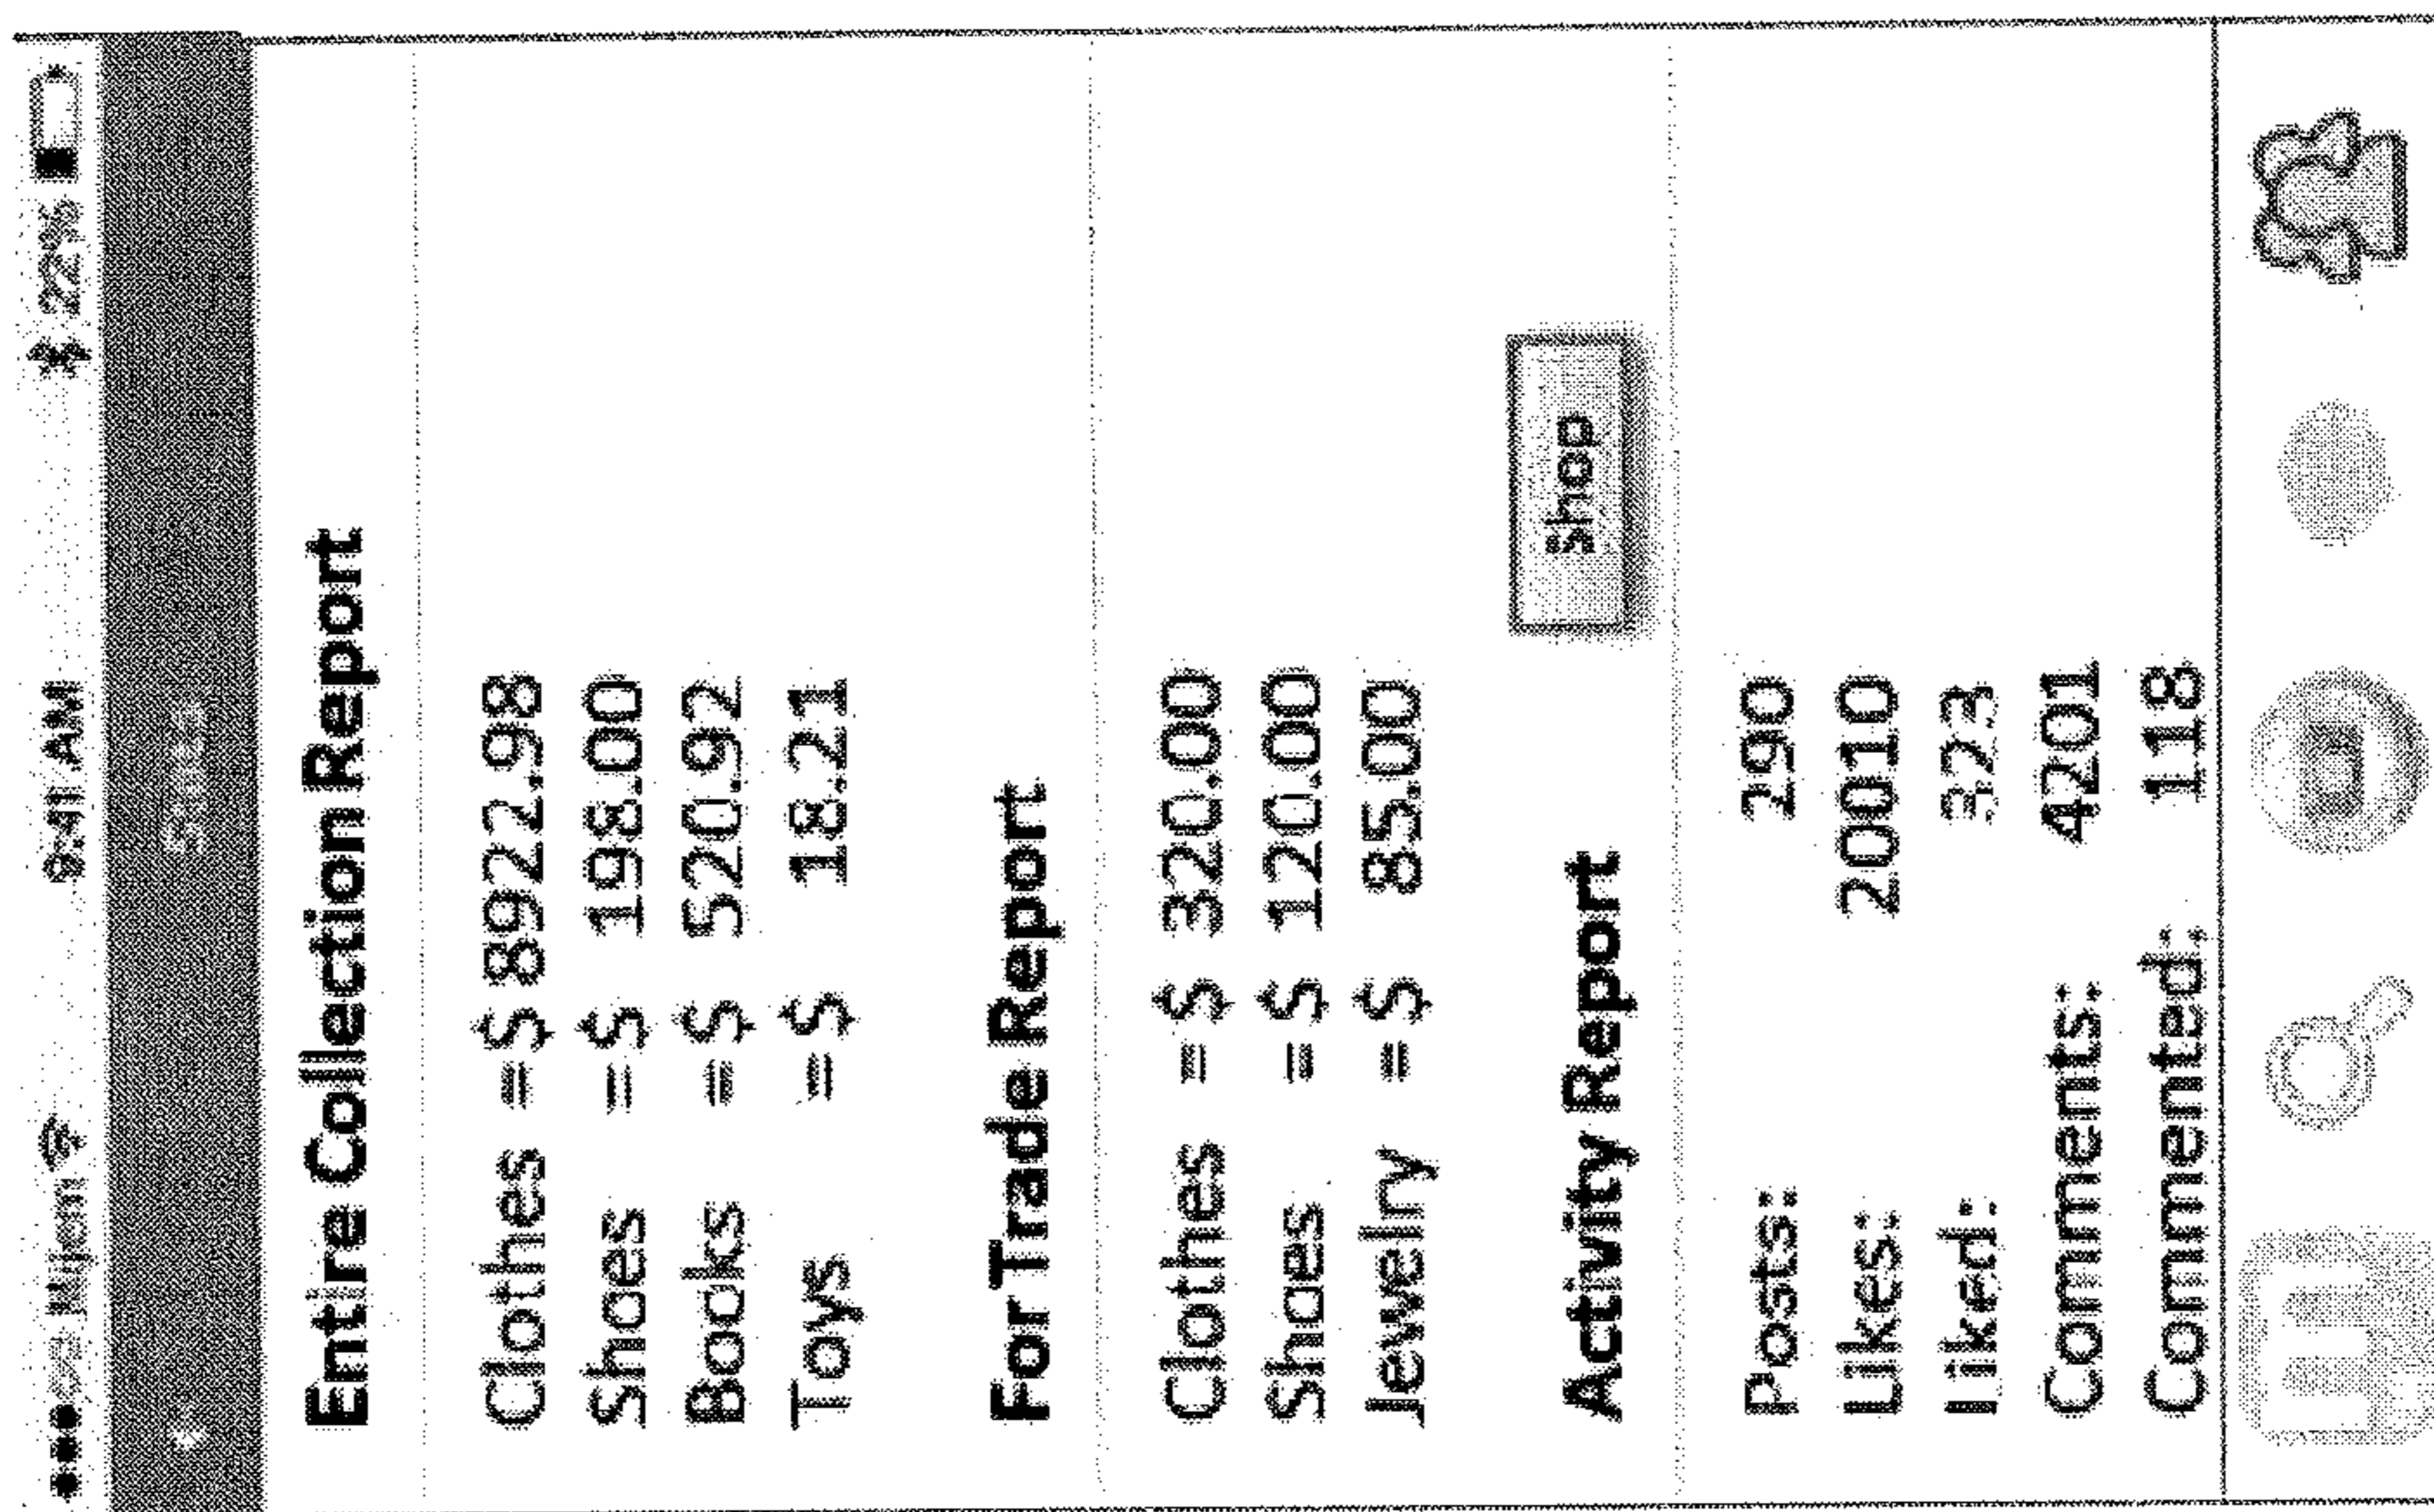 9:41 AM 22%
Stats
Entire Collection Report
Clothes =$ 8922.98
Shoes =$ 198.00
Books =$ 520.92
Toys =$ 18.21
For Trade Report
Clothes =$ 320.00
Shoes =$ 120.00
Jewelry =$ 85.00
Activity Report Shop
Posts: 290
Likes: 20010
Liked: 323
Comments: 4201
Commented: 118
m